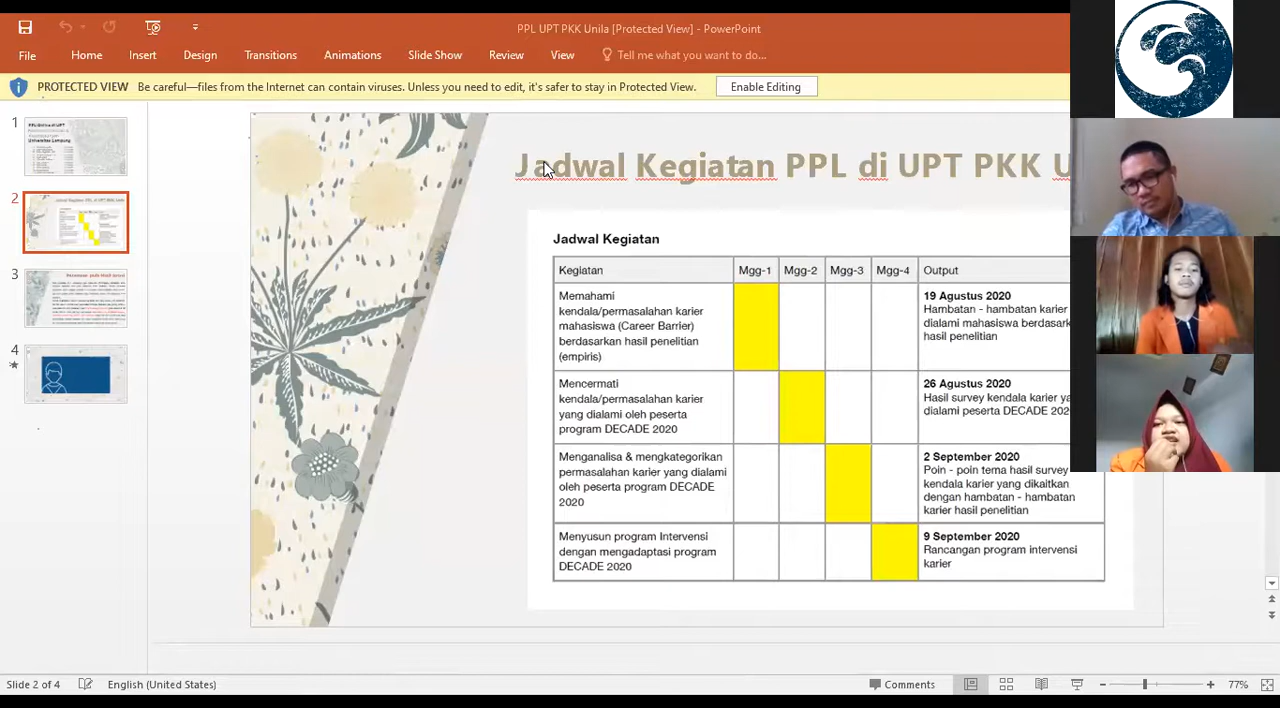 PPL UPT PKK Unila [Protected View] - PowerPoint
File Home Insert Design Transitions Animations Slide Show Review View Tell me what you want to do...
PROTECTED VIEW Be careful—files from the Internet can contain viruses. Unless you need to edit, it's safer to stay in Protected View. Enable Editing
1
2
3
4
Jadwal Kegiatan PPL di UPT PKK U
Jadwal Kegiatan
Kegiatan Mgg-1 Mgg-2 Mgg-3 Mgg-4 Output
Memahami
kendala/permasalahan karier
mahasiswa (Career Barrier)
berdasarkan hasil penelitian
(empiris)
19 Agustus 2020
Hambatan - hambatan karier
dialami mahasiswa berdasark
hasil penelitian
Mencermati
kendala/permasalahan karier
yang dialami oleh peserta
program DECADE 2020
26 Agustus 2020
Hasil survey kendala karier ya
dialami peserta DECADE 202
Menganalisa & mengkategorikan
permasalahan karier yang dialami
oleh peserta program DECADE
2020
2 September 2020
Poin - poin tema hasil survey
kendala karier yang dikaitkan
dengan hambatan - hambatan
karier hasil penelitian
Menyusun program Intervensi
dengan mengadaptasi program
DECADE 2020
9 September 2020
Rancangan program intervensi
karier
Slide 2 of 4 English (United States) Comments 77%